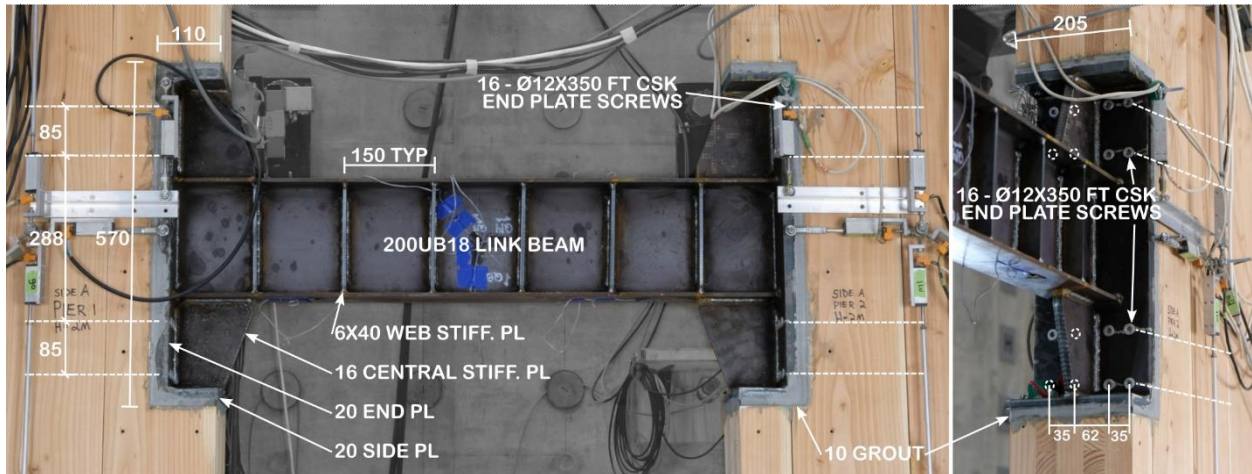 110
16 - Ø12X350 FT CSK
END PLATE SCREWS
85
150 TYP
288
570
200UB18 LINK BEAM
SIDE A
PIER 1
H-2M
SIDE A
PIER 2
85
6X40 WEB STIFF. PL
16 CENTRAL STIFF. PL
20 END PL
20 SIDE PL
10 GROUT
205
16 - Ø12X350 FT CSK
END PLATE SCREWS
35
62
35